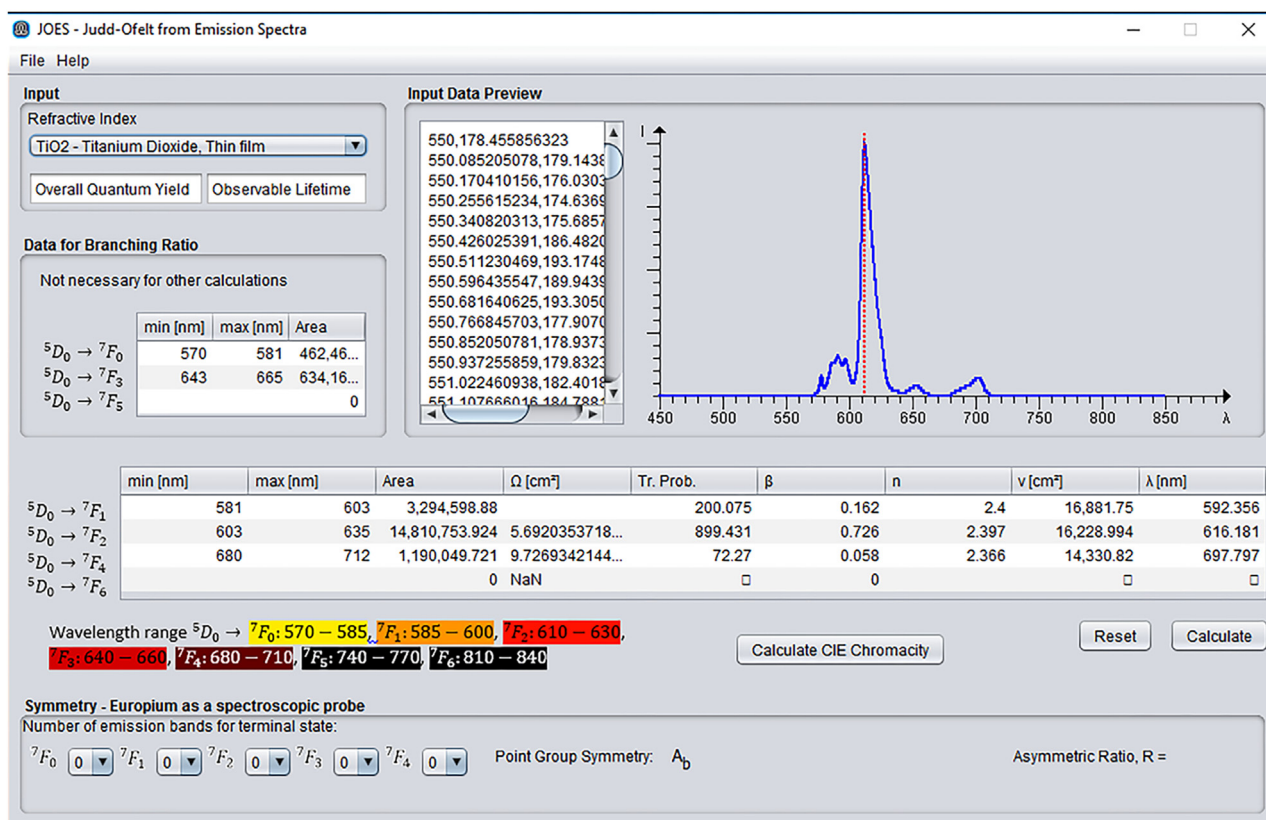 JOES - Judd-Ofelt from Emission Spectra
File Help
Input
Refractive Index
TiO2 - Titanium Dioxide, Thin film
Overall Quantum Yield Observable Lifetime
Data for Branching Ratio
Not necessary for other calculations
min [nm] max [nm] Area
⁵D₀ → ⁷F₀ 570 581 462,46...
⁵D₀ → ⁷F₃ 643 665 634,16...
⁵D₀ → ⁷F₅ 0
Input Data Preview
550,178.455856323
550.085205078,179.1438
550.170410156,176.0303
550.255615234,174.6369
550.340820313,175.6857
550.426025391,186.4820
550.511230469,193.1748
550.596435547,189.9439
550.681640625,193.3050
550.766845703,177.9070
550.852050781,178.9373
550.937255859,179.8323
551.022460938,182.4018
551.107666016,184.7881
I
450 500 550 600 650 700 750 800 850 λ
min [nm] max [nm] Area Ω [cm²] Tr. Prob. β n ν [cm²] λ [nm]
⁵D₀ → ⁷F₁ 581 603 3,294,598.88 200.075 0.162 2.4 16,881.75 592.356
⁵D₀ → ⁷F₂ 603 635 14,810,753.924 5.6920353718... 899.431 0.726 2.397 16,228.994 616.181
⁵D₀ → ⁷F₄ 680 712 1,190,049.721 9.7269342144... 72.27 0.058 2.366 14,330.82 697.797
⁵D₀ → ⁷F₆ 0 NaN □ 0 □ □
Wavelength range ⁵D₀ → ⁷F₀: 570 − 585, ⁷F₁: 585 − 600, ⁷F₂: 610 − 630,
⁷F₃: 640 − 660, ⁷F₄: 680 − 710, ⁷F₅: 740 − 770, ⁷F₆: 810 − 840
Calculate CIE Chromacity Reset Calculate
Symmetry - Europium as a spectroscopic probe
Number of emission bands for terminal state:
⁷F₀ 0 ⁷F₁ 0 ⁷F₂ 0 ⁷F₃ 0 ⁷F₄ 0 Point Group Symmetry: A_b Asymmetric Ratio, R =